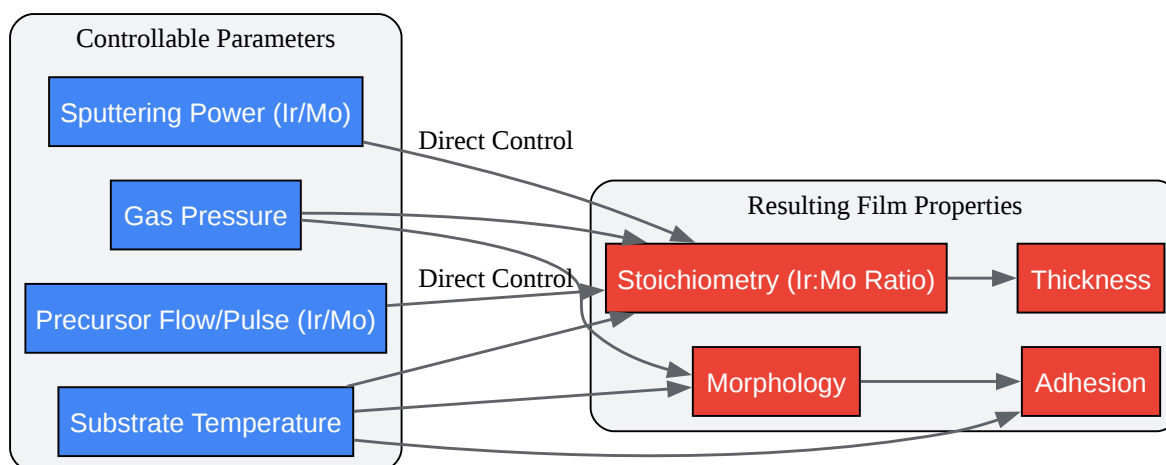 Controllable Parameters
Sputtering Power (Ir/Mo)
Direct Control
Gas Pressure
Resulting Film Properties
Stoichiometry (Ir:Mo Ratio)
Thickness
Direct Control
Precursor Flow/Pulse (Ir/Mo)
Morphology
Adhesion
Substrate Temperature